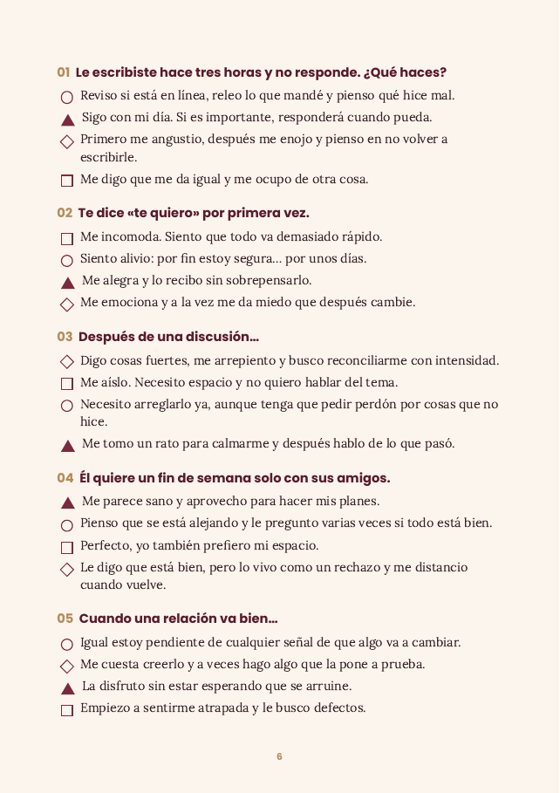 01 Le escribiste hace tres horas y no responde. ¿Qué haces?
○ Reviso si está en línea, releo lo que mandé y pienso qué hice mal.
▲ Sigo con mi día. Si es importante, responderá cuando pueda.
◇ Primero me angustio, después me enojo y pienso en no volver a
escribirle.
□ Me digo que me da igual y me ocupo de otra cosa.
02 Te dice «te quiero» por primera vez.
□ Me incomoda. Siento que todo va demasiado rápido.
○ Siento alivio: por fin estoy segura... por unos días.
▲ Me alegra y lo recibo sin sobrepensarlo.
◇ Me emociona y a la vez me da miedo que después cambie.
03 Después de una discusión...
◇ Digo cosas fuertes, me arrepiento y busco reconciliarme con intensidad.
□ Me aíslo. Necesito espacio y no quiero hablar del tema.
○ Necesito arreglarlo ya, aunque tenga que pedir perdón por cosas que no
hice.
▲ Me tomo un rato para calmarme y después hablo de lo que pasó.
04 Él quiere un fin de semana solo con sus amigos.
▲ Me parece sano y aprovecho para hacer mis planes.
○ Pienso que se está alejando y le pregunto varias veces si todo está bien.
□ Perfecto, yo también prefiero mi espacio.
◇ Le digo que está bien, pero lo vivo como un rechazo y me distancio
cuando vuelve.
05 Cuando una relación va bien...
○ Igual estoy pendiente de cualquier señal de que algo va a cambiar.
◇ Me cuesta creerlo y a veces hago algo que la pone a prueba.
▲ La disfruto sin estar esperando que se arruine.
□ Empiezo a sentirme atrapada y le busco defectos.
6